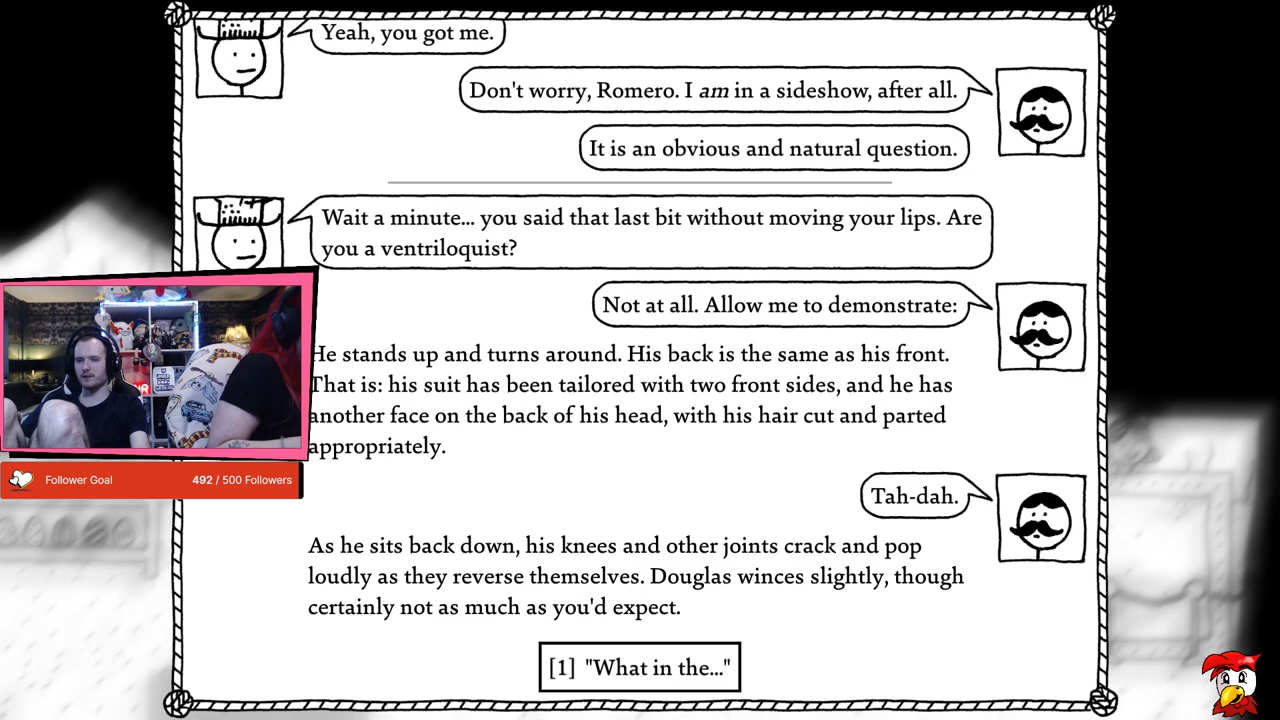 Yeah, you got me.
Don't worry, Romero. I am in a sideshow, after all.
It is an obvious and natural question.
Wait a minute... you said that last bit without moving your lips. Are
you a ventriloquist?
Not at all. Allow me to demonstrate:
He stands up and turns around. His back is the same as his front.
That is: his suit has been tailored with two front sides, and he has
another face on the back of his head, with his hair cut and parted
appropriately.
Follower Goal 492 / 500 Followers
Tah-dah.
As he sits back down, his knees and other joints crack and pop
loudly as they reverse themselves. Douglas winces slightly, though
certainly not as much as you'd expect.
[1] "What in the..."